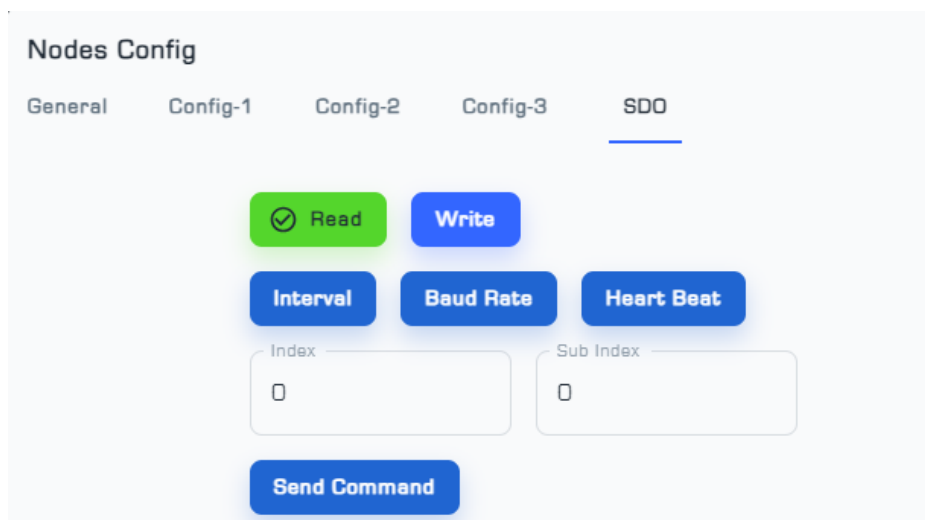 Nodes Config
General Config-1 Config-2 Config-3 SDO
Read Write
Interval Baud Rate Heart Beat
Index Sub Index
0 0
Send Command